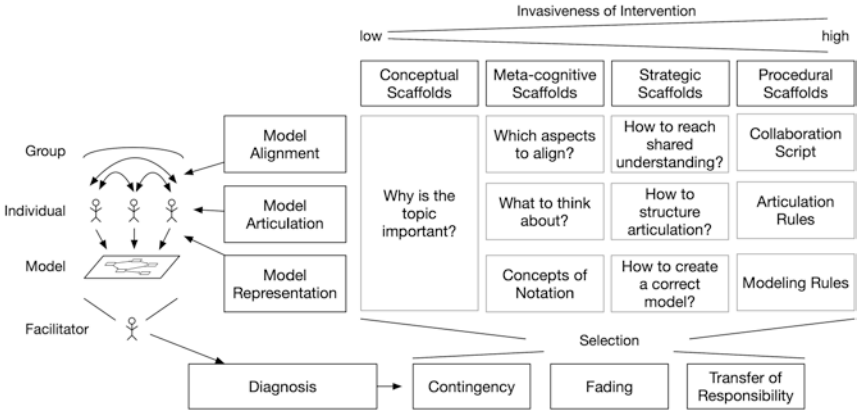 Invasiveness of Intervention
low
high
Conceptual
Scaffolds
Meta-cognitive
Scaffolds
Strategic
Scaffolds
Procedural
Scaffolds
Group
Model
Alignment
Which aspects
to align?
How to reach
shared
understanding?
Collaboration
Script
Why is the
topic
important?
Individual
Model
Articulation
What to think
about?
How to
structure
articulation?
Articulation
Rules
Model
Model
Representation
Concepts of
Notation
How to create
a correct
model?
Modeling Rules
Facilitator
Selection
Diagnosis
Contingency
Fading
Transfer of
Responsibility